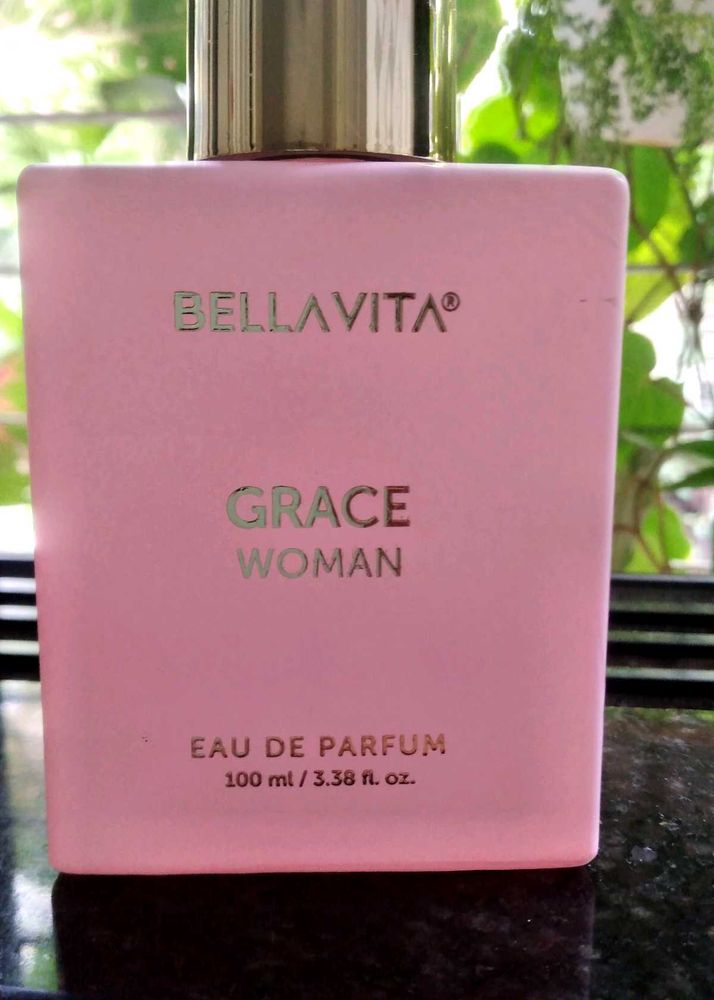 BELLAVITA®
GRACE
WOMAN
EAU DE PARFUM
100 ml / 3.38 fl. oz.